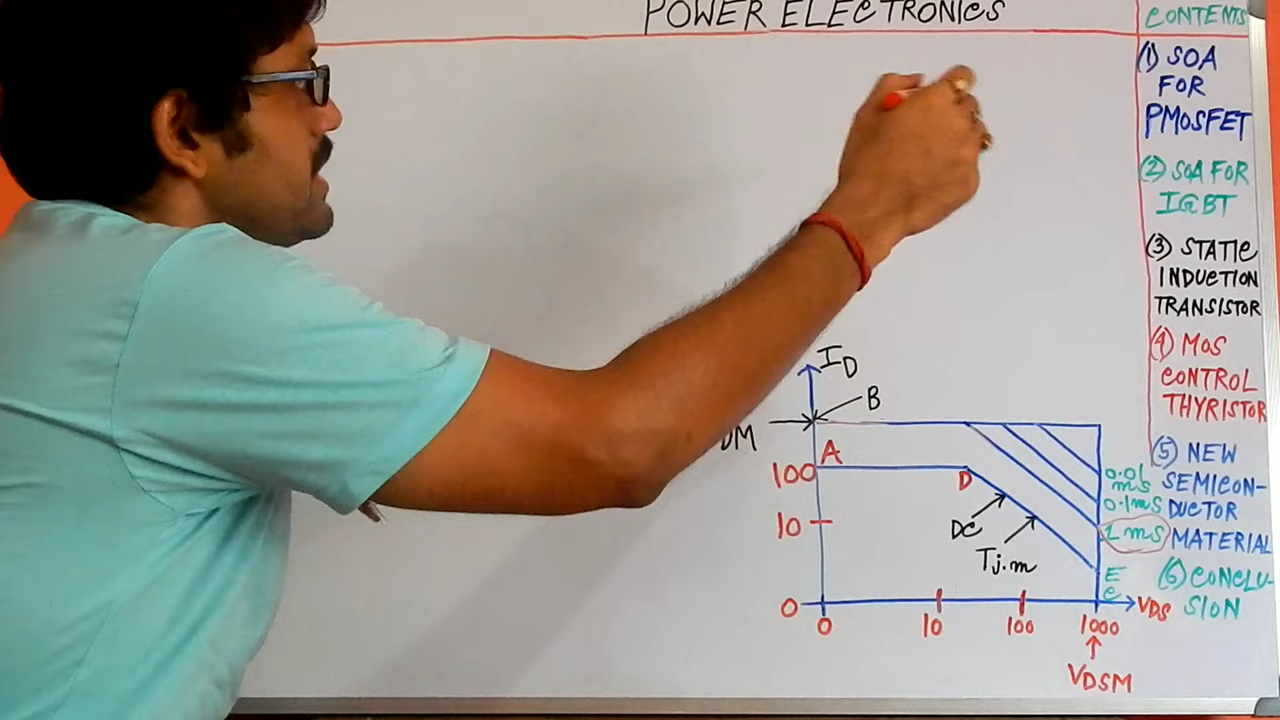 POWER ELECTRONICS
CONTENTS
(1) SOA
FOR
PMOSFET
(2) SOA FOR
IGBT
(3) STATIC
INDUCTION
TRANSISTOR
(4) MOS
CONTROL
THYRISTOR
(5) NEW
SEMICON-
DUCTOR
MATERIAL
(6) CONCLU-
SION
ID
B
DM
A
100
D
10
DC
Tj.m
0.01
ms
0.1ms
1 ms
E
C
0
VDS
0
10
100
1000
VDSM